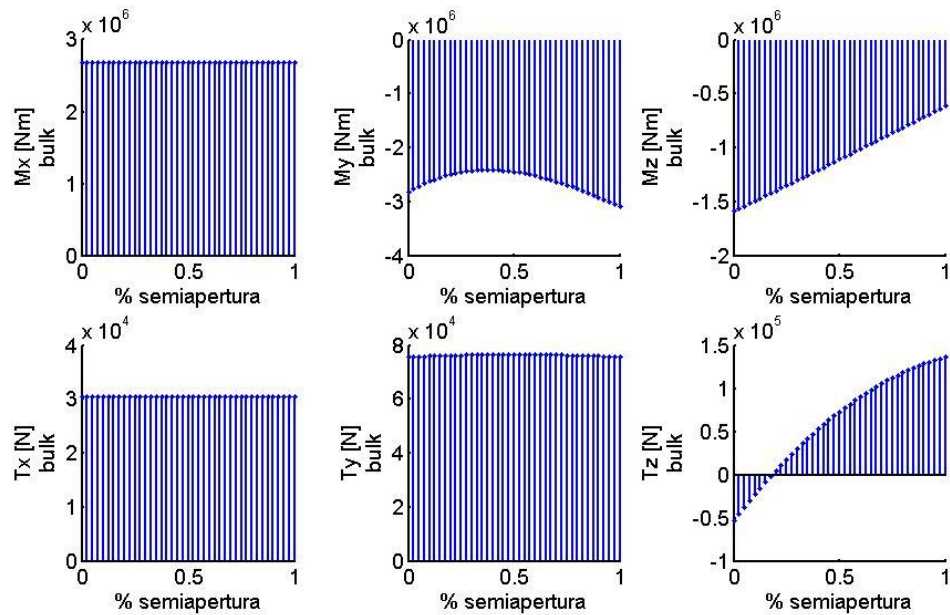 x 10^6
3
2
1
0
Mx [Nm]
bulk
0 0.5 1
% semiapertura
x 10^6
0
-1
-2
-3
-4
My [Nm]
bulk
0 0.5 1
% semiapertura
x 10^6
0
-0.5
-1
-1.5
-2
Mz [Nm]
bulk
0 0.5 1
% semiapertura
x 10^4
4
3
2
1
0
Tx [N]
bulk
0 0.5 1
% semiapertura
x 10^4
8
6
4
2
0
Ty [N]
bulk
0 0.5 1
% semiapertura
x 10^5
1.5
1
0.5
0
-0.5
-1
Tz [N]
bulk
0 0.5 1
% semiapertura